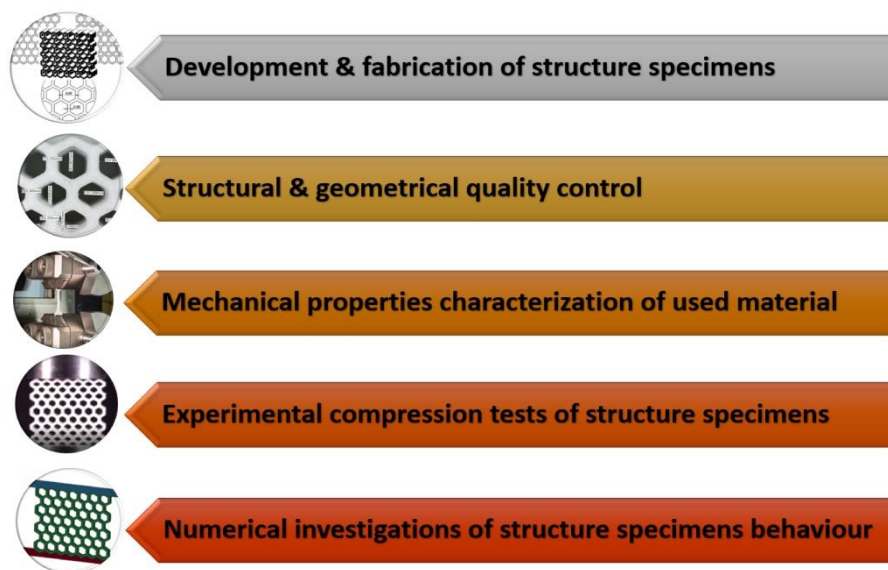 Development & fabrication of structure specimens
Structural & geometrical quality control
Mechanical properties characterization of used material
Experimental compression tests of structure specimens
Numerical investigations of structure specimens behaviour